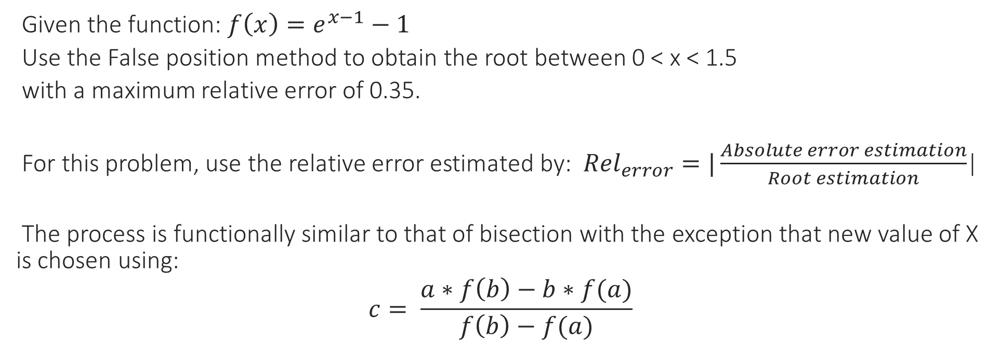 Given the function: f(x) = e^{x−1} − 1
Use the False position method to obtain the root between 0 < x < 1.5
with a maximum relative error of 0.35.
For this problem, use the relative error estimated by: Rel_{error} = |\frac{Absolute error estimation}{Root estimation}|
The process is functionally similar to that of bisection with the exception that new value of X
is chosen using:
c = \frac{a * f(b) − b * f(a)}{f(b) − f(a)}